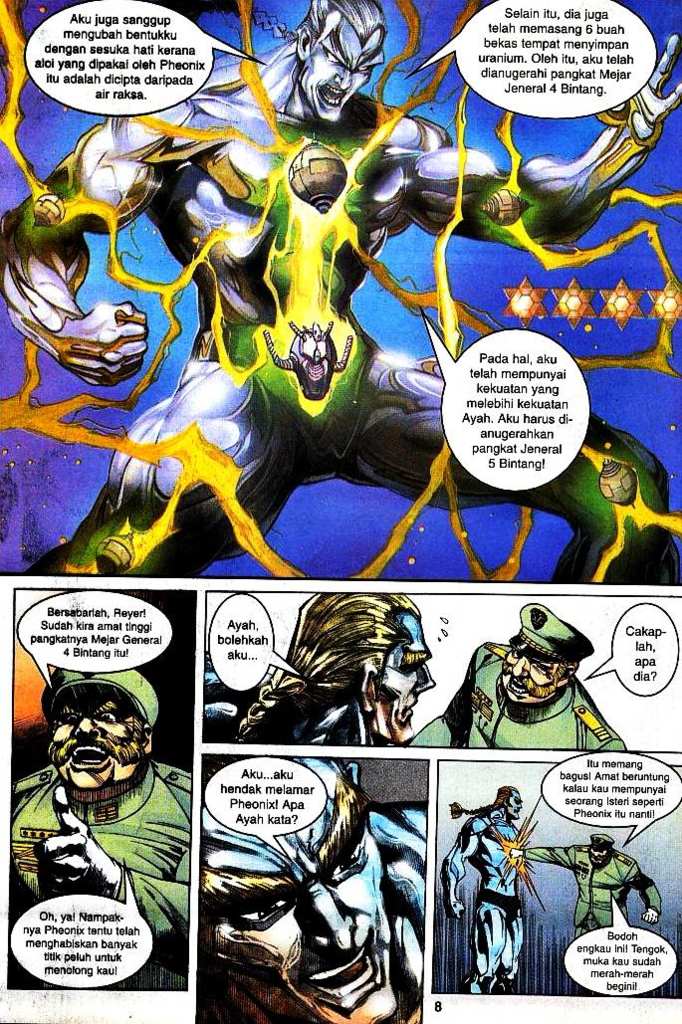 Aku juga sanggup
mengubah bentukku
dengan sesuka hati kerana
aloi yang dipakai oleh Pheonix
itu adalah dicipta daripada
air raksa.
Selain itu, dia juga
telah memasang 6 buah
bekas tempat menyimpan
uranium. Oleh itu, aku telah
dianugerahi pangkat Mejar
Jeneral 4 Bintang.
Pada hal, aku
telah mempunyai
kekuatan yang
melebihi kekuatan
Ayah. Aku harus di-
anugerahkan
pangkat Jeneral
5 Bintang!
Bersabarlah, Reyer!
Sudah kira amat tinggi
pangkatnya Mejar General
4 Bintang itu!
Oh, ya! Nampak-
nya Pheonix tentu telah
menghabiskan banyak
titik peluh untuk
menolong kau!
Ayah,
bolehkah
aku...
Cakap-
lah,
apa
dia?
Aku...aku
hendak melamar
Pheonix! Apa
Ayah kata?
Itu memang
bagus! Amat beruntung
kalau kau mempunyai
seorang Isteri seperti
Pheonix itu nanti!
Bodoh
engkau ini! Tengok,
muka kau sudah
merah-merah
begini!
8